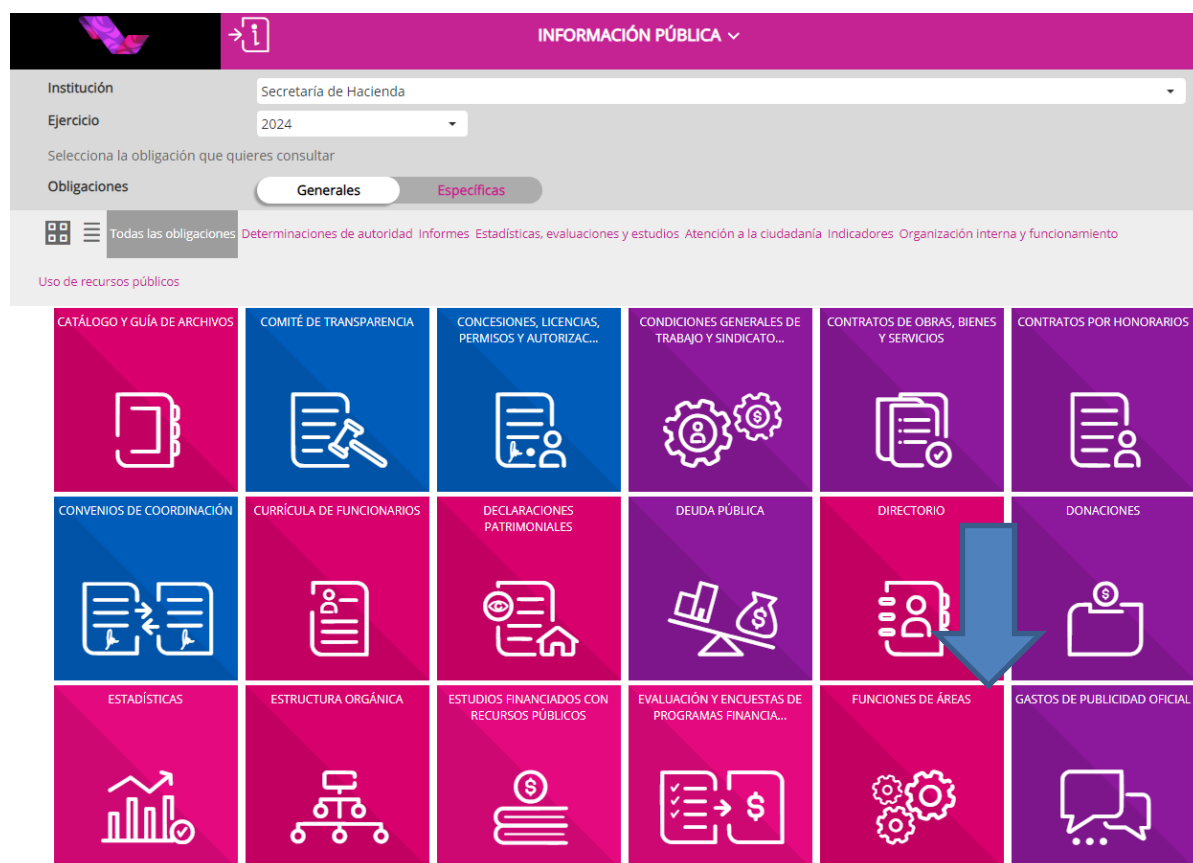 INFORMACIÓN PÚBLICA
Institución
Secretaría de Hacienda
Ejercicio
2024
Selecciona la obligación que quieres consultar
Obligaciones
Generales
Específicas
Todas las obligaciones Determinaciones de autoridad Informes Estadísticas, evaluaciones y estudios Atención a la ciudadanía Indicadores Organización interna y funcionamiento
Uso de recursos públicos
CATÁLOGO Y GUÍA DE ARCHIVOS
COMITÉ DE TRANSPARENCIA
CONCESIONES, LICENCIAS,
PERMISOS Y AUTORIZAC...
CONDICIONES GENERALES DE
TRABAJO Y SINDICATO...
CONTRATOS DE OBRAS, BIENES
Y SERVICIOS
CONTRATOS POR HONORARIOS
CONVENIOS DE COORDINACIÓN
CURRÍCULA DE FUNCIONARIOS
DECLARACIONES
PATRIMONIALES
DEUDA PÚBLICA
DIRECTORIO
DONACIONES
ESTADÍSTICAS
ESTRUCTURA ORGÁNICA
ESTUDIOS FINANCIADOS CON
RECURSOS PÚBLICOS
EVALUACIÓN Y ENCUESTAS DE
PROGRAMAS FINANCIA...
FUNCIONES DE ÁREAS
GASTOS DE PUBLICIDAD OFICIAL